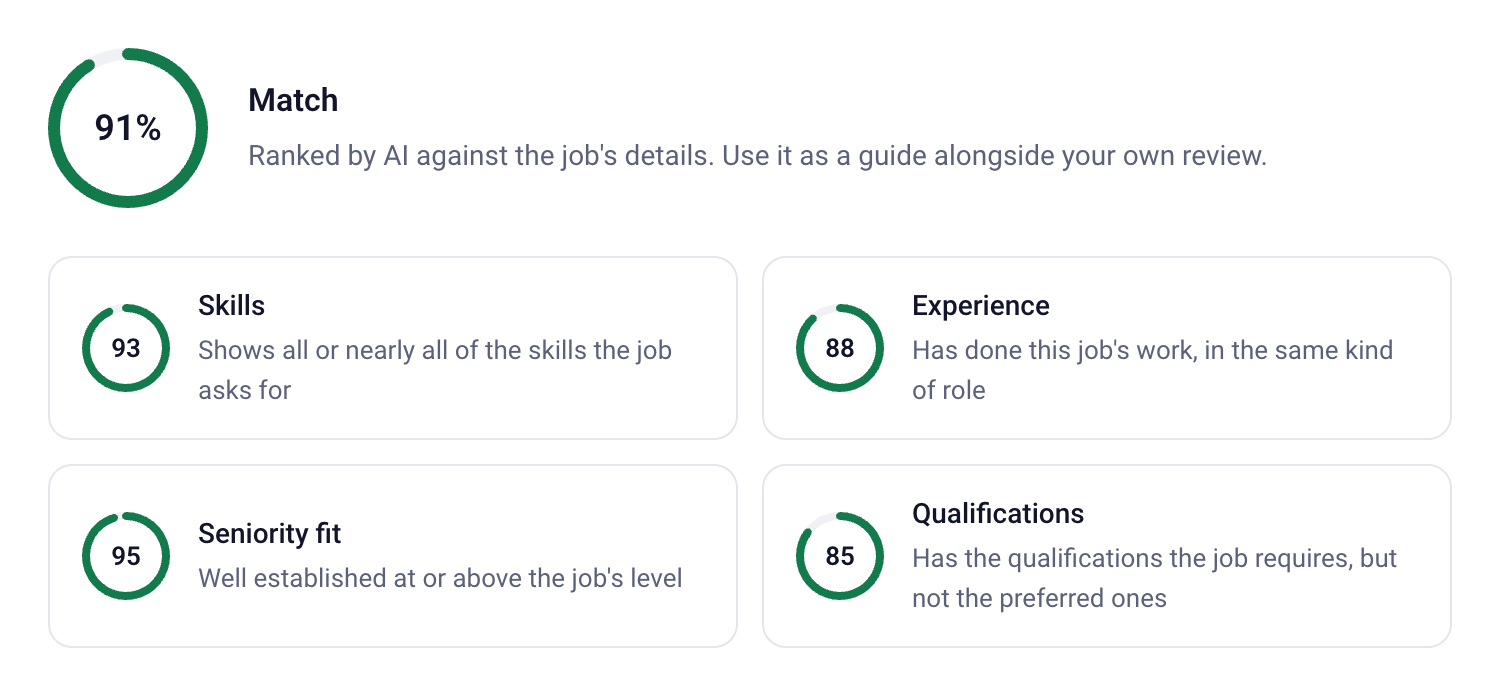 91%
Match
Ranked by AI against the job's details. Use it as a guide alongside your own review.
93
Skills
Shows all or nearly all of the skills the job
asks for
88
Experience
Has done this job's work, in the same kind
of role
95
Seniority fit
Well established at or above the job's level
85
Qualifications
Has the qualifications the job requires, but
not the preferred ones